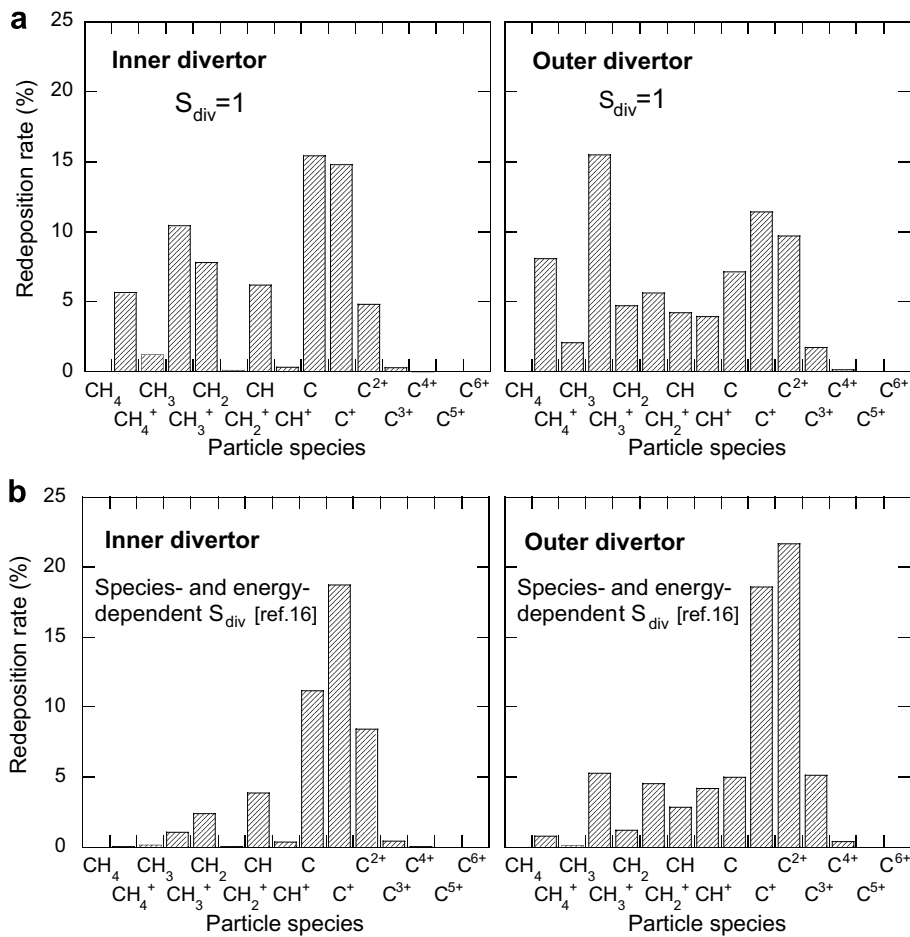 a
25
20
15
10
5
0
Redeposition rate (%)
Inner divertor
S_div=1
Outer divertor
S_div=1
CH₄ CH₃ CH₂ CH C C²⁺ C⁴⁺ C⁶⁺
CH₄⁺ CH₃⁺ CH₂⁺ CH⁺ C⁺ C³⁺ C⁵⁺
Particle species
CH₄ CH₃ CH₂ CH C C²⁺ C⁴⁺ C⁶⁺
CH₄⁺ CH₃⁺ CH₂⁺ CH⁺ C⁺ C³⁺ C⁵⁺
Particle species
b
25
20
15
10
5
0
Redeposition rate (%)
Inner divertor
Species- and energy-
dependent S_div [ref.16]
Outer divertor
Species- and energy-
dependent S_div [ref.16]
CH₄ CH₃ CH₂ CH C C²⁺ C⁴⁺ C⁶⁺
CH₄⁺ CH₃⁺ CH₂⁺ CH⁺ C⁺ C³⁺ C⁵⁺
Particle species
CH₄ CH₃ CH₂ CH C C²⁺ C⁴⁺ C⁶⁺
CH₄⁺ CH₃⁺ CH₂⁺ CH⁺ C⁺ C³⁺ C⁵⁺
Particle species